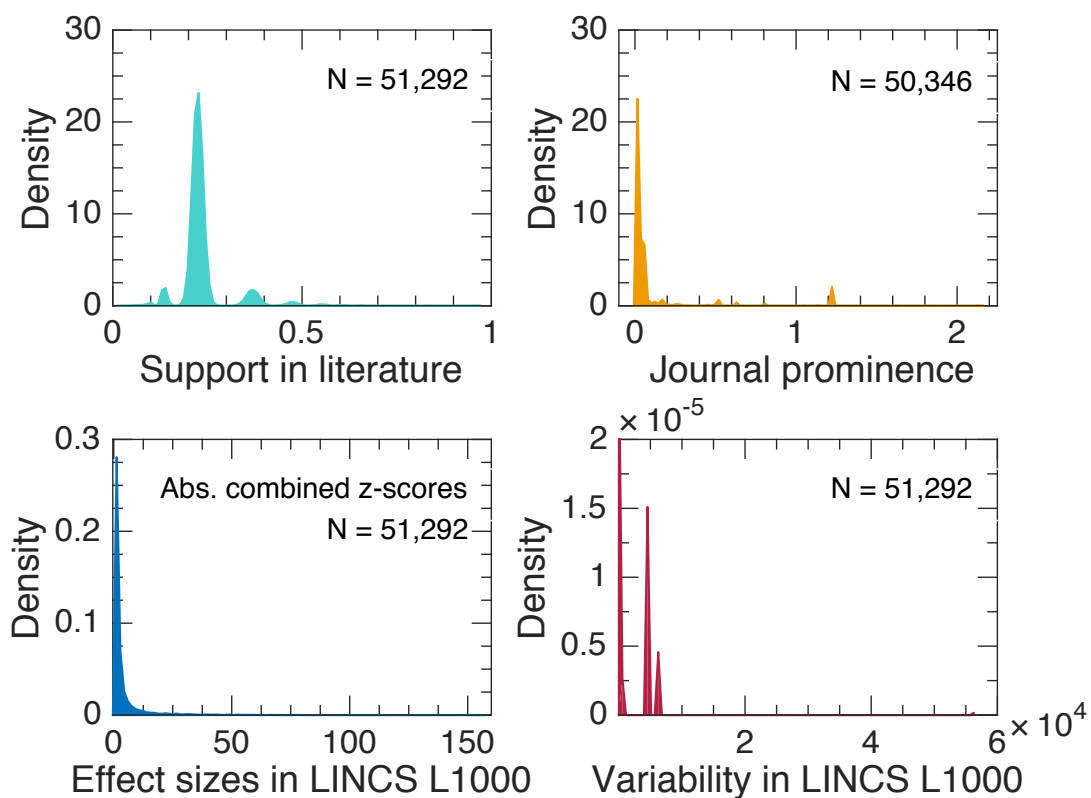 30
20
10
0
Density
N = 51,292
0
0.5
1
Support in literature
30
20
10
0
Density
N = 50,346
0
1
2
Journal prominence
0.3
0.2
0.1
0
Density
Abs. combined z-scores
N = 51,292
0
50
100
150
Effect sizes in LINCS L1000
× 10⁻⁵
2
1.5
1
0.5
0
Density
N = 51,292
2
4
6
× 10⁴
Variability in LINCS L1000